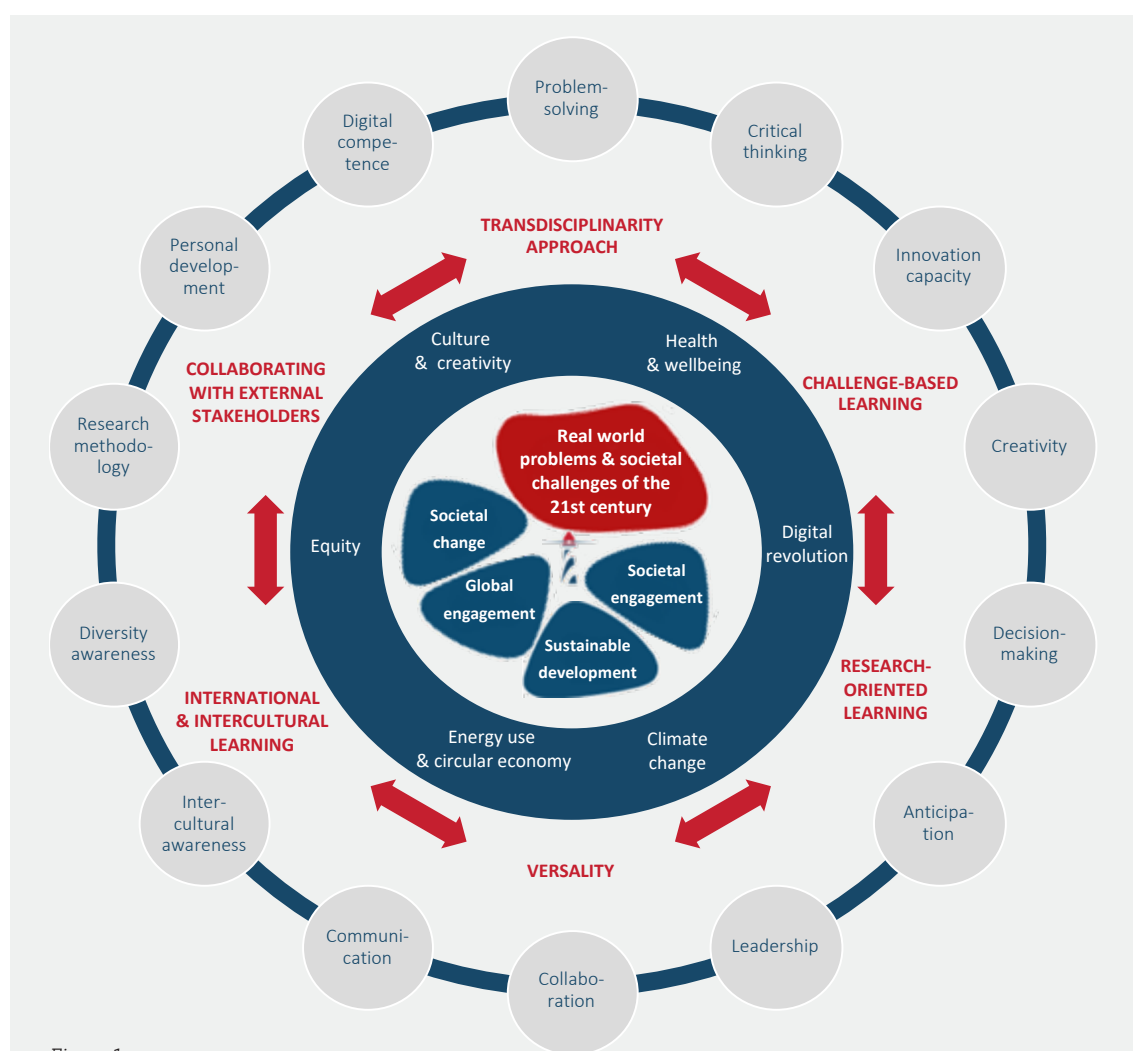 Problem-
solving
Critical
thinking
Innovation
capacity
Creativity
Decision-
making
Anticipa-
tion
Leadership
Collabo-
ration
Communi-
cation
Inter-
cultural
awareness
Diversity
awareness
Research
methodo-
logy
Personal
develop-
ment
Digital
compe-
tence
TRANSDISCIPLINARITY
APPROACH
CHALLENGE-BASED
LEARNING
RESEARCH-
ORIENTED
LEARNING
VERSALITY
INTERNATIONAL
& INTERCULTURAL
LEARNING
COLLABORATING
WITH EXTERNAL
STAKEHOLDERS
Culture
& creativity
Health
& wellbeing
Digital
revolution
Climate
change
Energy use
& circular economy
Equity
Real world
problems & societal
challenges of the
21st century
Societal
change
Global
engagement
Societal
engagement
Sustainable
development